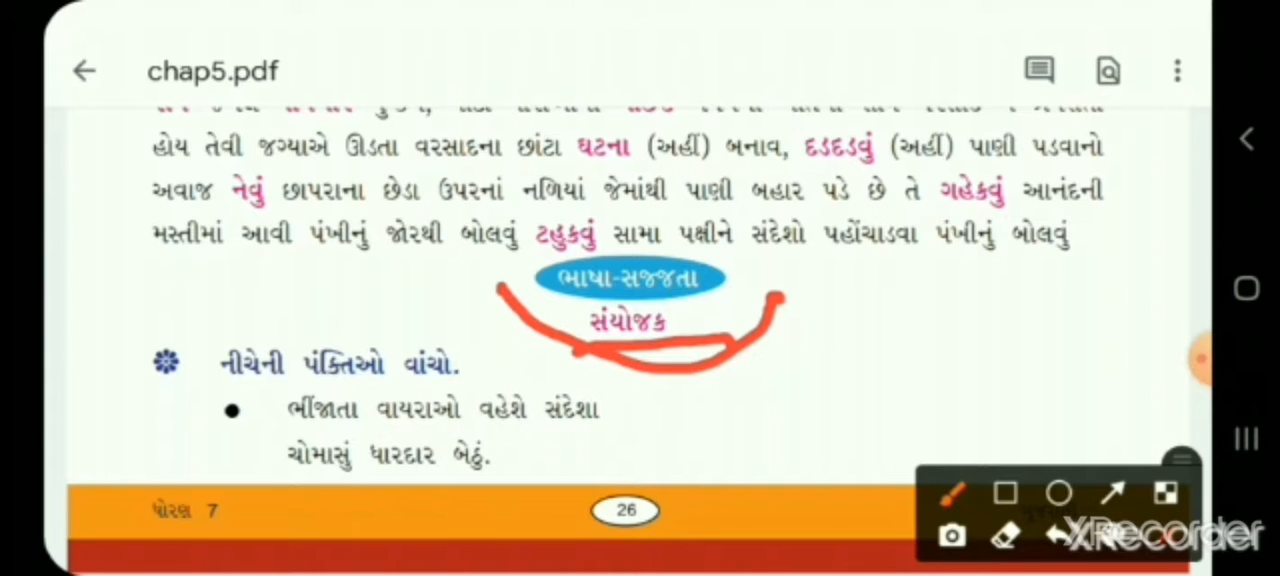 chap5.pdf
હોય તેવી જગ્યાએ ઊડતા વરસાદના છાંટા ઘટના (અહીં) બનાવ, દડદડવું (અહીં) પાણી પડવાનો
અવાજ નેવું છાપરાના છેડા ઉપરનાં નળિયાં જેમાંથી પાણી બહાર પડે છે તે ગહેકવું આનંદની
મસ્તીમાં આવી પંખીનું જોરથી બોલવું ટહુકવું સામા પક્ષીને સંદેશો પહોંચાડવા પંખીનું બોલવું
ભાષા-સજ્જતા
સંયોજક
નીચેની પંક્તિઓ વાંચો.
● ભીંજાતા વાયરાઓ વહેશે સંદેશા
ચોમાસું ધારદાર બેઠું.
ધોરણ 7
26
XRecorder